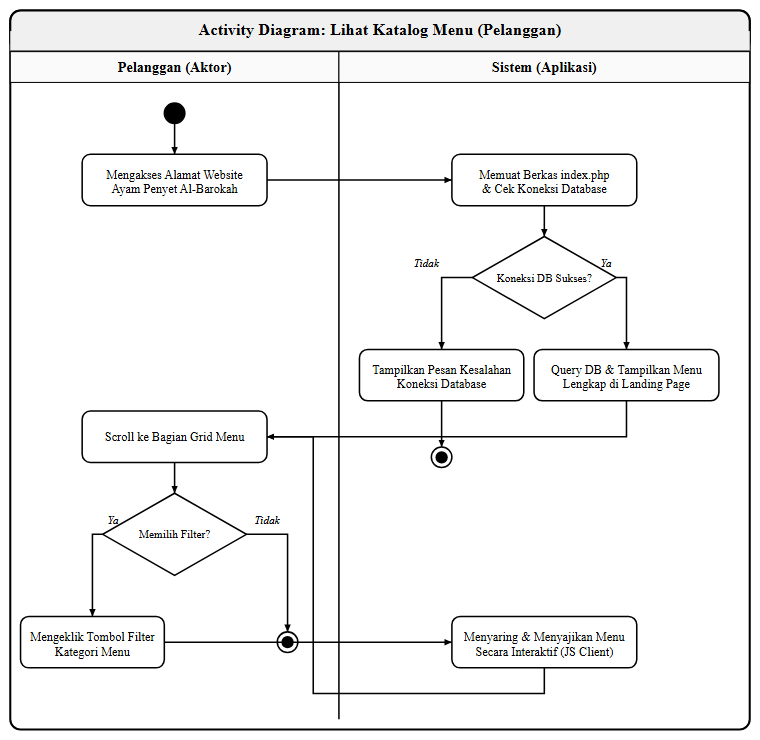 Activity Diagram: Lihat Katalog Menu (Pelanggan)
Pelanggan (Aktor)
Sistem (Aplikasi)
Mengakses Alamat Website
Ayam Penyet Al-Barokah
Memuat Berkas index.php
& Cek Koneksi Database
Koneksi DB Sukses?
Tidak
Ya
Tampilkan Pesan Kesalahan
Koneksi Database
Query DB & Tampilkan Menu
Lengkap di Landing Page
Scroll ke Bagian Grid Menu
Memilih Filter?
Ya
Tidak
Mengeklik Tombol Filter
Kategori Menu
Menyaring & Menyajikan Menu
Secara Interaktif (JS Client)